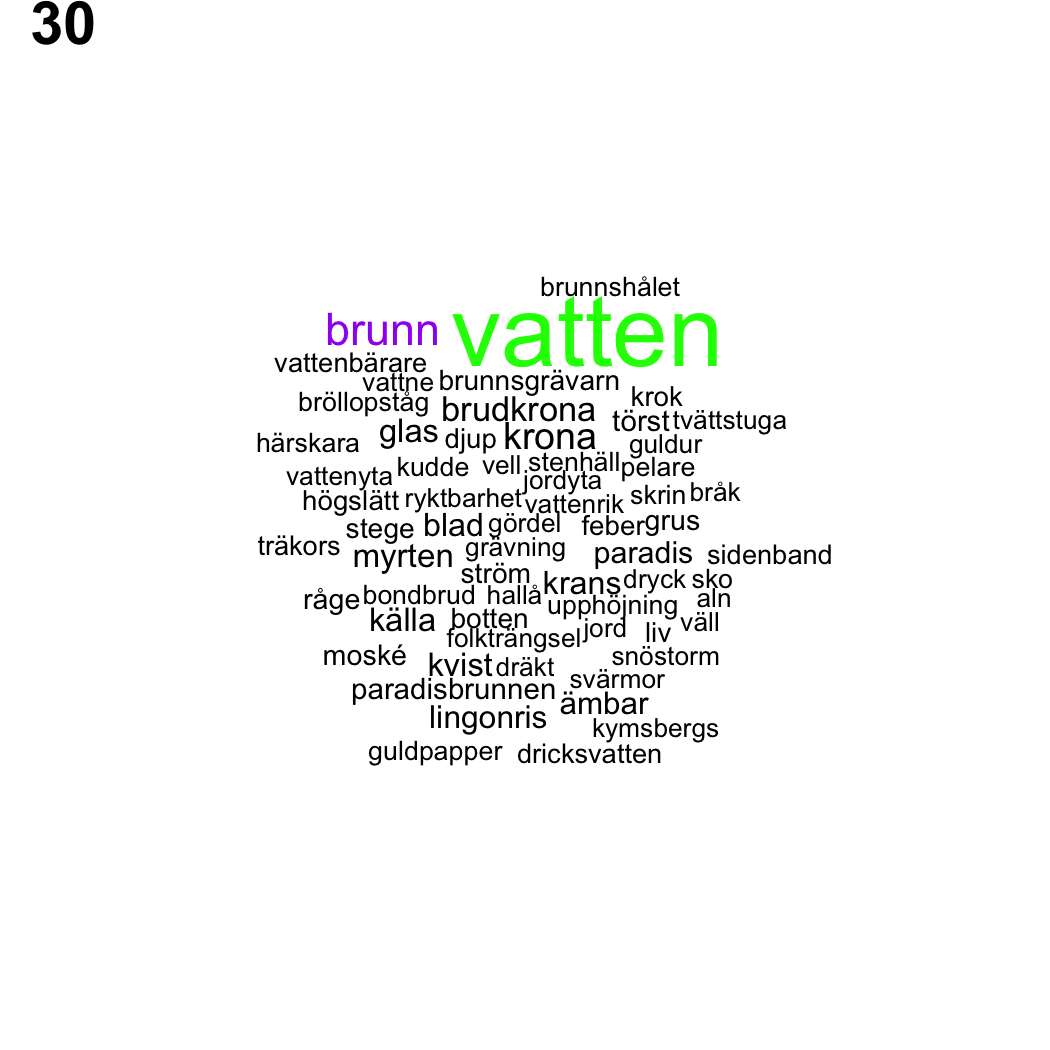 30
brunnshålet
brunn vatten
vattenbärare
vattne brunnsgrävarn
bröllopståg brudkrona krok
törst tvättstuga
härskara glas djup krona guldur
vattenyta kudde vell stenhäll pelare
jordyta
högslätt ryktbarhet vattenrik skrin bråk
stege blad gördel feber grus
träkors myrten grävning paradis sidenband
ström krans dryck sko
råge bondbrud hallå upphöjning aln
källa botten jord liv väll
folkträngsel
moské kvist dräkt snöstorm
svärmor
paradisbrunnen ämbar
lingonris kymsbergs
guldpapper dricksvatten